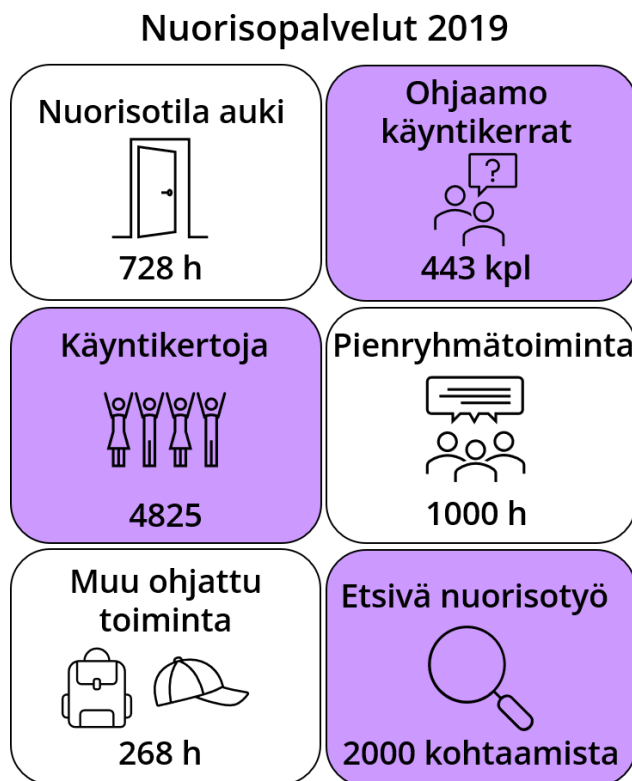 Nuorisopalvelut 2019
Nuorisotila auki
728 h
Ohjaamo
käyntikerrat
?
443 kpl
Käyntikertoja
4825
Pienryhmätoiminta
1000 h
Muu ohjattu
toiminta
268 h
Etsivä nuorisotyö
2000 kohtaamista